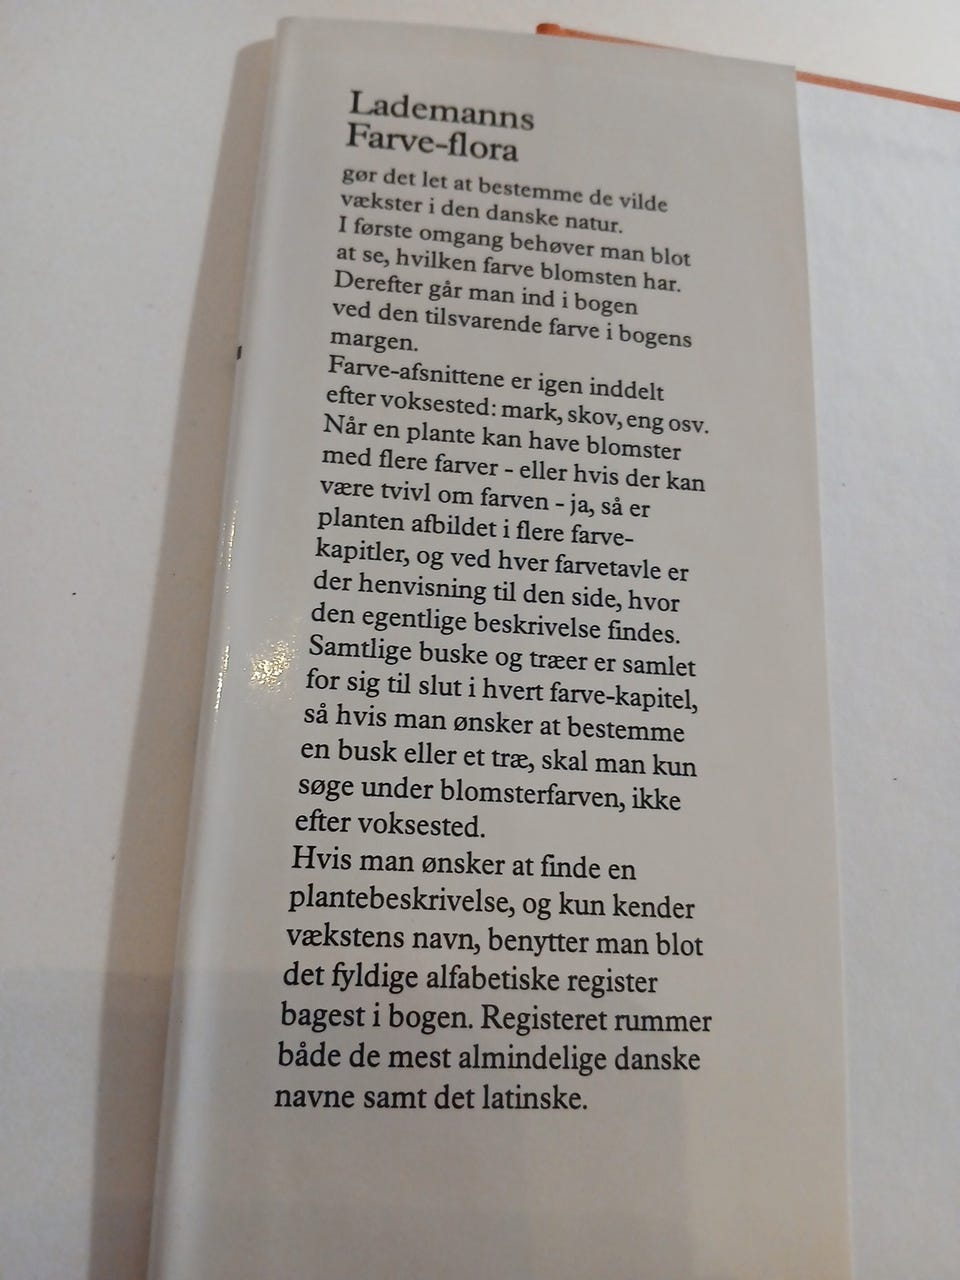 Lademanns
Farve-flora
gør det let at bestemme de vilde
vækster i den danske natur.
I første omgang behøver man blot
at se, hvilken farve blomsten har.
Derefter går man ind i bogen
ved den tilsvarende farve i bogens
margen.
Farve-afsnittene er igen inddelt
efter voksested: mark, skov, eng osv.
Når en plante kan have blomster
med flere farver - eller hvis der kan
være tvivl om farven - ja, så er
planten afbildet i flere farve-
kapitler, og ved hver farvetavle er
der henvisning til den side, hvor
den egentlige beskrivelse findes.
Samtlige buske og træer er samlet
for sig til slut i hvert farve-kapitel,
så hvis man ønsker at bestemme
en busk eller et træ, skal man kun
søge under blomsterfarven, ikke
efter voksested.
Hvis man ønsker at finde en
plantebeskrivelse, og kun kender
vækstens navn, benytter man blot
det fyldige alfabetiske register
bagest i bogen. Registeret rummer
både de mest almindelige danske
navne samt det latinske.